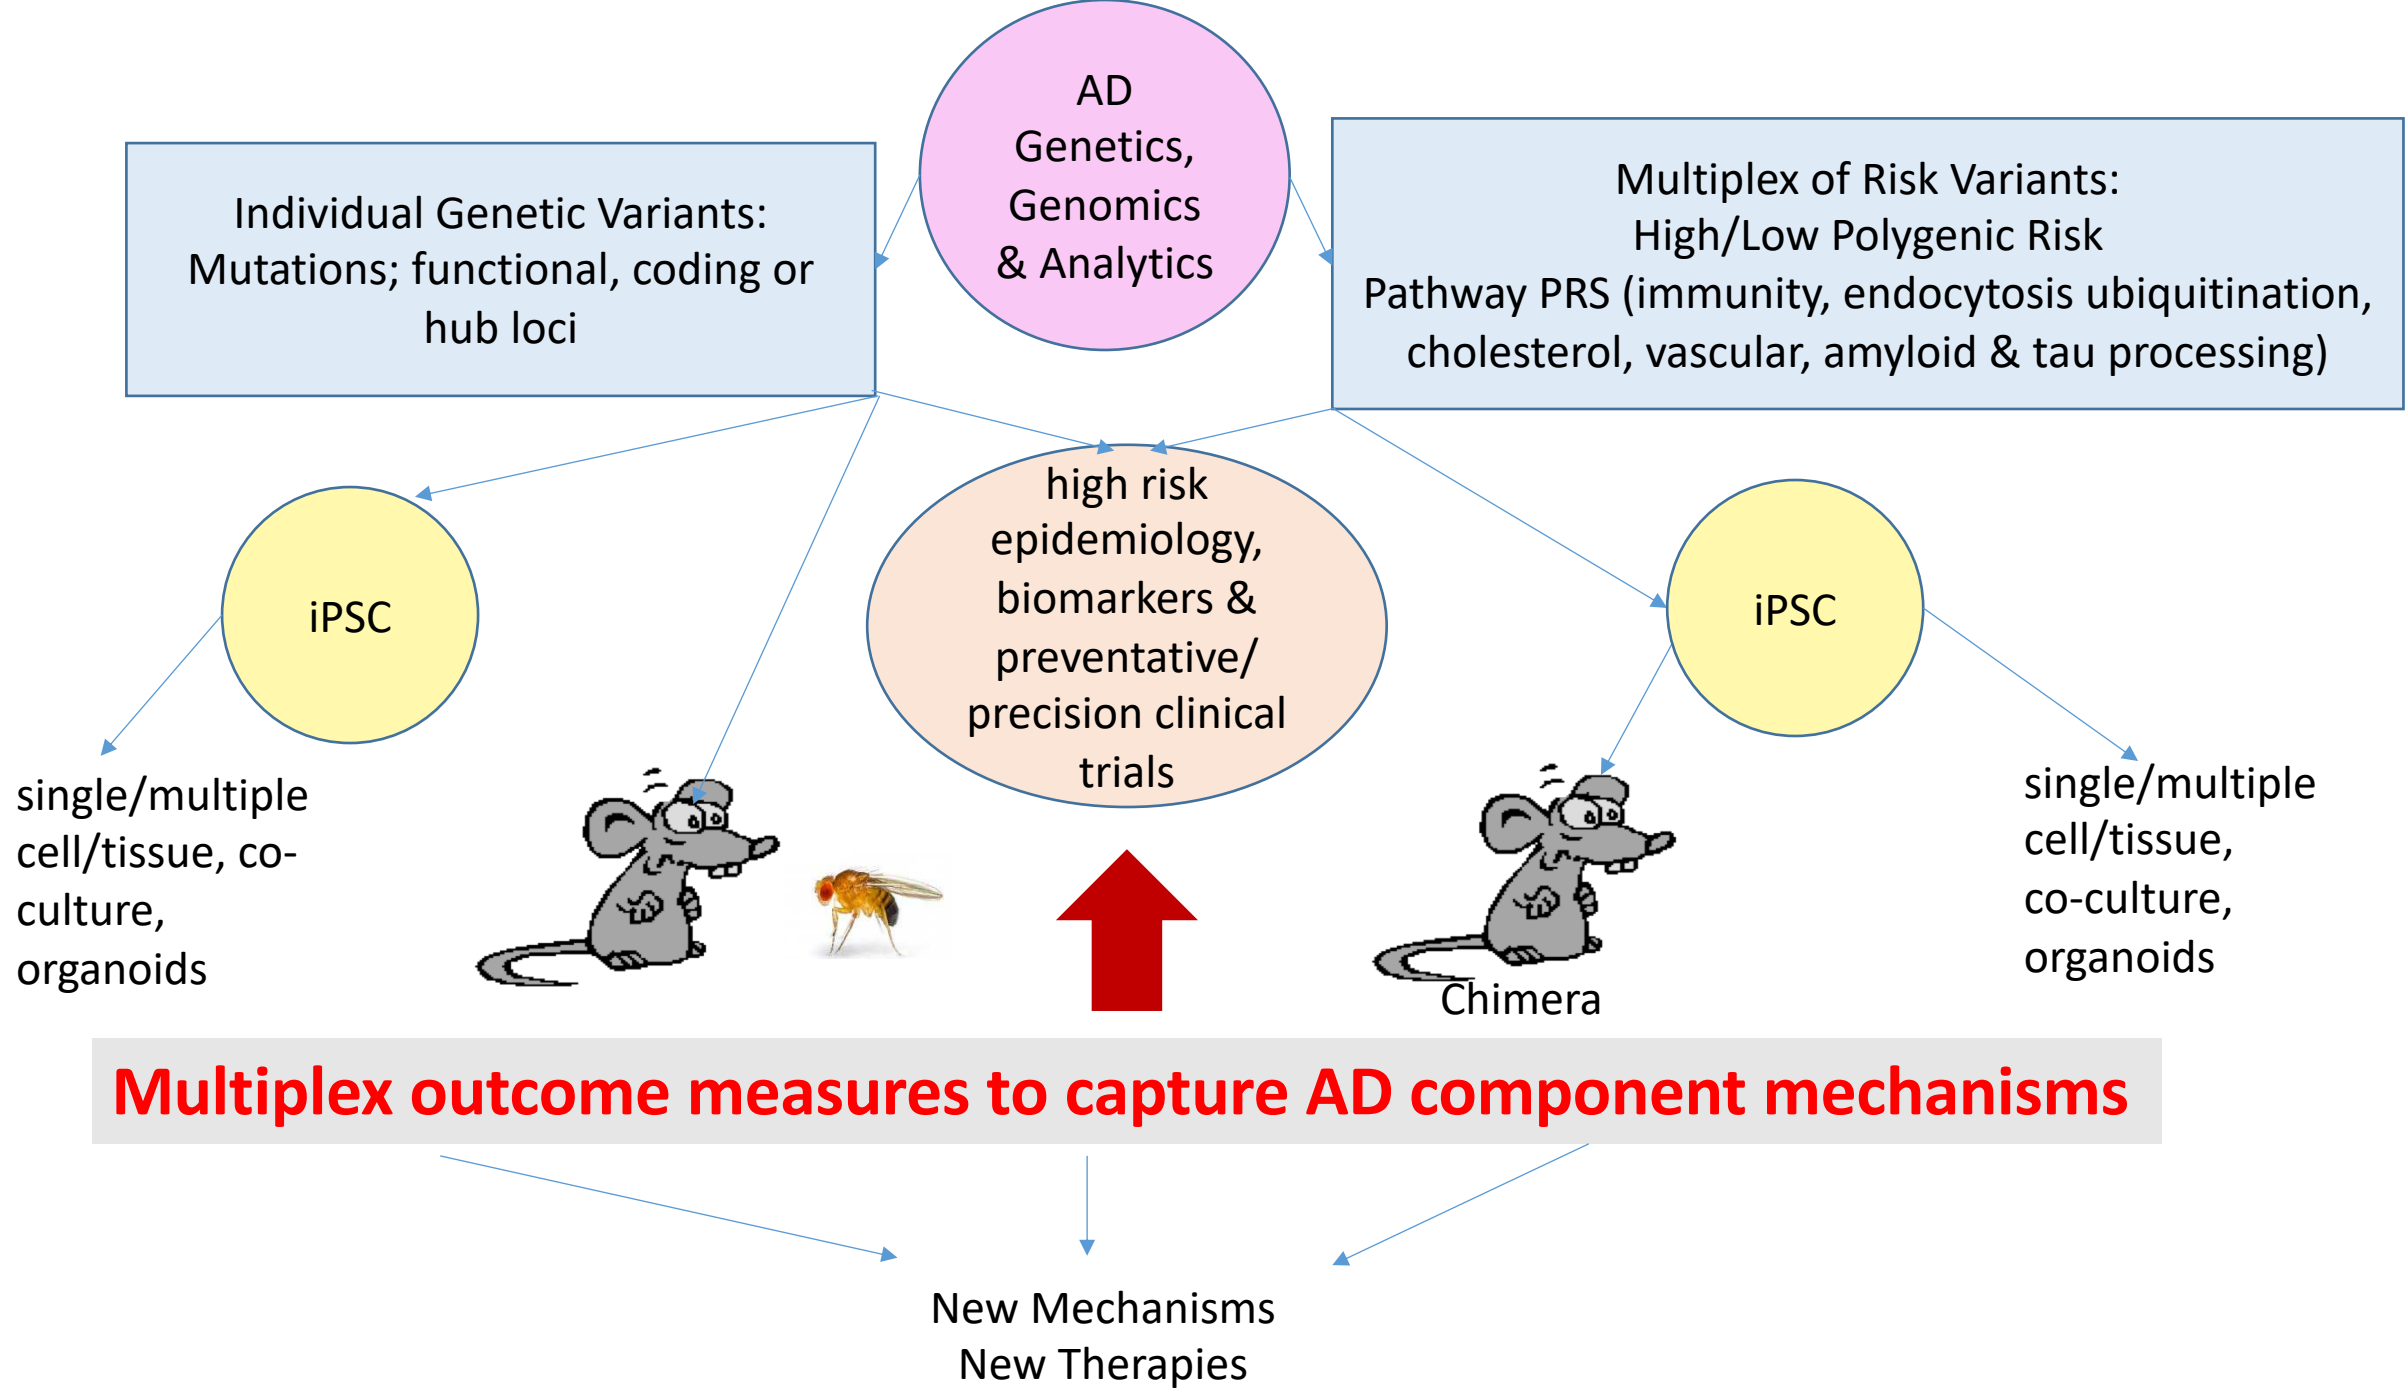 AD
Genetics,
Genomics
& Analytics
Individual Genetic Variants:
Mutations; functional, coding or
hub loci
Multiplex of Risk Variants:
High/Low Polygenic Risk
Pathway PRS (immunity, endocytosis ubiquitination,
cholesterol, vascular, amyloid & tau processing)
iPSC
high risk
epidemiology,
biomarkers &
preventative/
precision clinical
trials
iPSC
single/multiple
cell/tissue, co-
culture,
organoids
Chimera
single/multiple
cell/tissue,
co-culture,
organoids
Multiplex outcome measures to capture AD component mechanisms
New Mechanisms
New Therapies